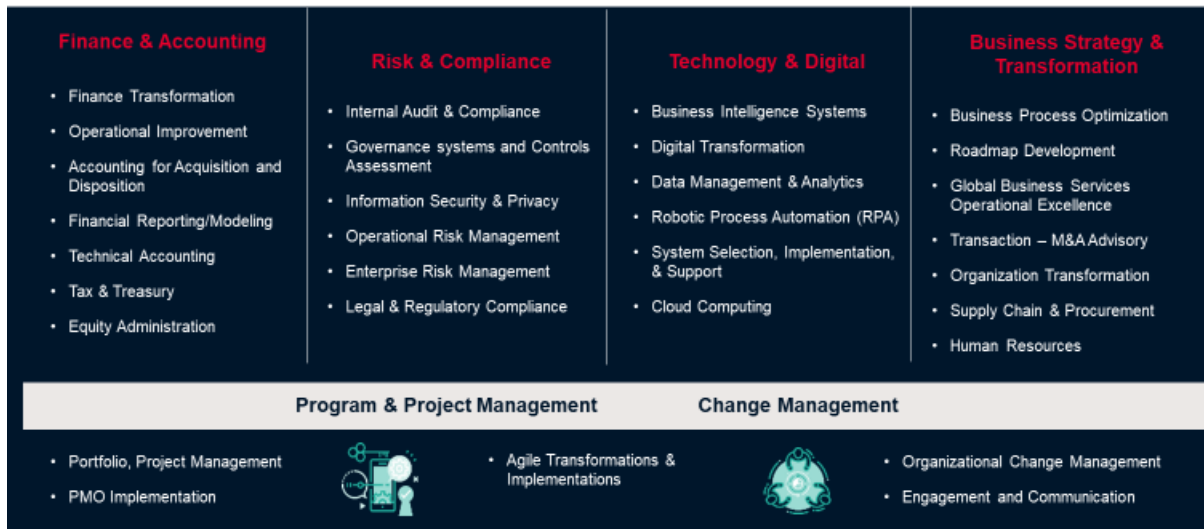 Finance & Accounting
• Finance Transformation
• Operational Improvement
• Accounting for Acquisition and
Disposition
• Financial Reporting/Modeling
• Technical Accounting
• Tax & Treasury
• Equity Administration
Risk & Compliance
• Internal Audit & Compliance
• Governance systems and Controls
Assessment
• Information Security & Privacy
• Operational Risk Management
• Enterprise Risk Management
• Legal & Regulatory Compliance
Technology & Digital
• Business Intelligence Systems
• Digital Transformation
• Data Management & Analytics
• Robotic Process Automation (RPA)
• System Selection, Implementation,
& Support
• Cloud Computing
Business Strategy &
Transformation
• Business Process Optimization
• Roadmap Development
• Global Business Services
Operational Excellence
• Transaction – M&A Advisory
• Organization Transformation
• Supply Chain & Procurement
• Human Resources
Program & Project Management
Change Management
• Portfolio, Project Management
• PMO Implementation
• Agile Transformations &
Implementations
• Organizational Change Management
• Engagement and Communication